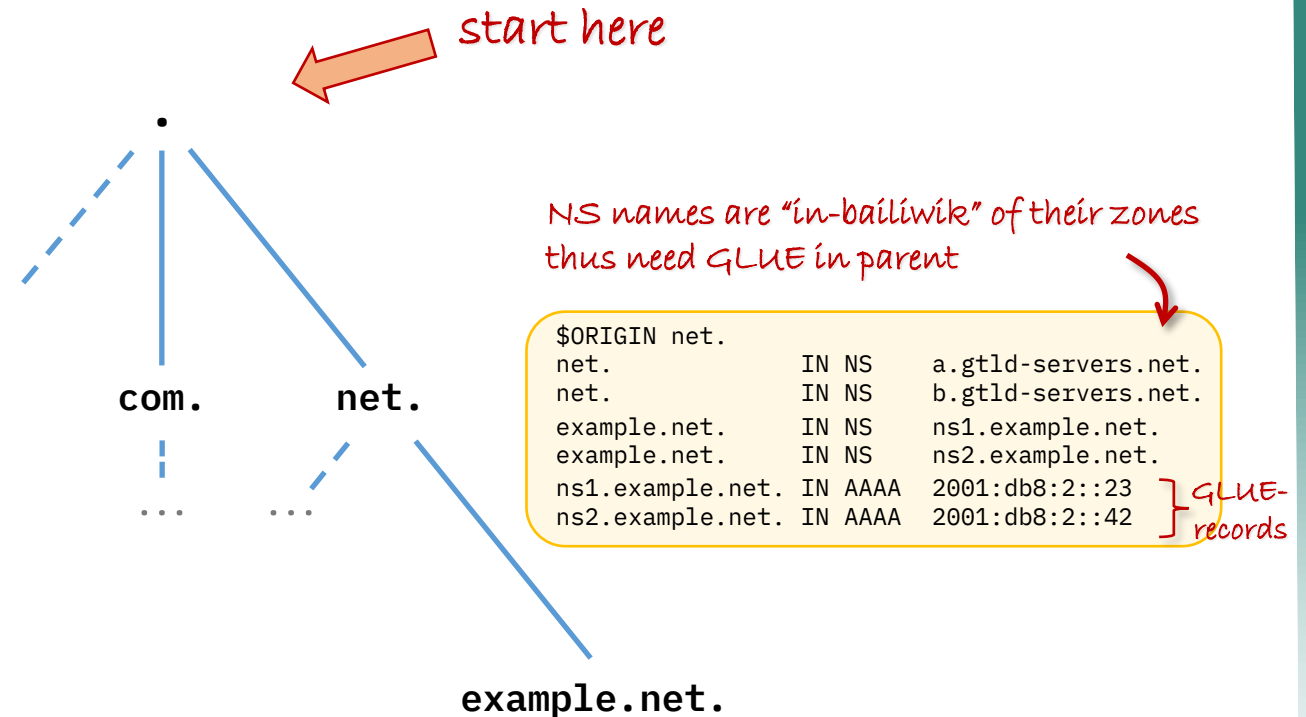 start here
.
NS names are “in-bailiwik” of their zones
thus need GLUE in parent
$ORIGIN net.
net. IN NS a.gtld-servers.net.
net. IN NS b.gtld-servers.net.
example.net. IN NS ns1.example.net.
example.net. IN NS ns2.example.net.
ns1.example.net. IN AAAA 2001:db8:2::23
ns2.example.net. IN AAAA 2001:db8:2::42
GLUE-
records
com. net.
... ...
example.net.